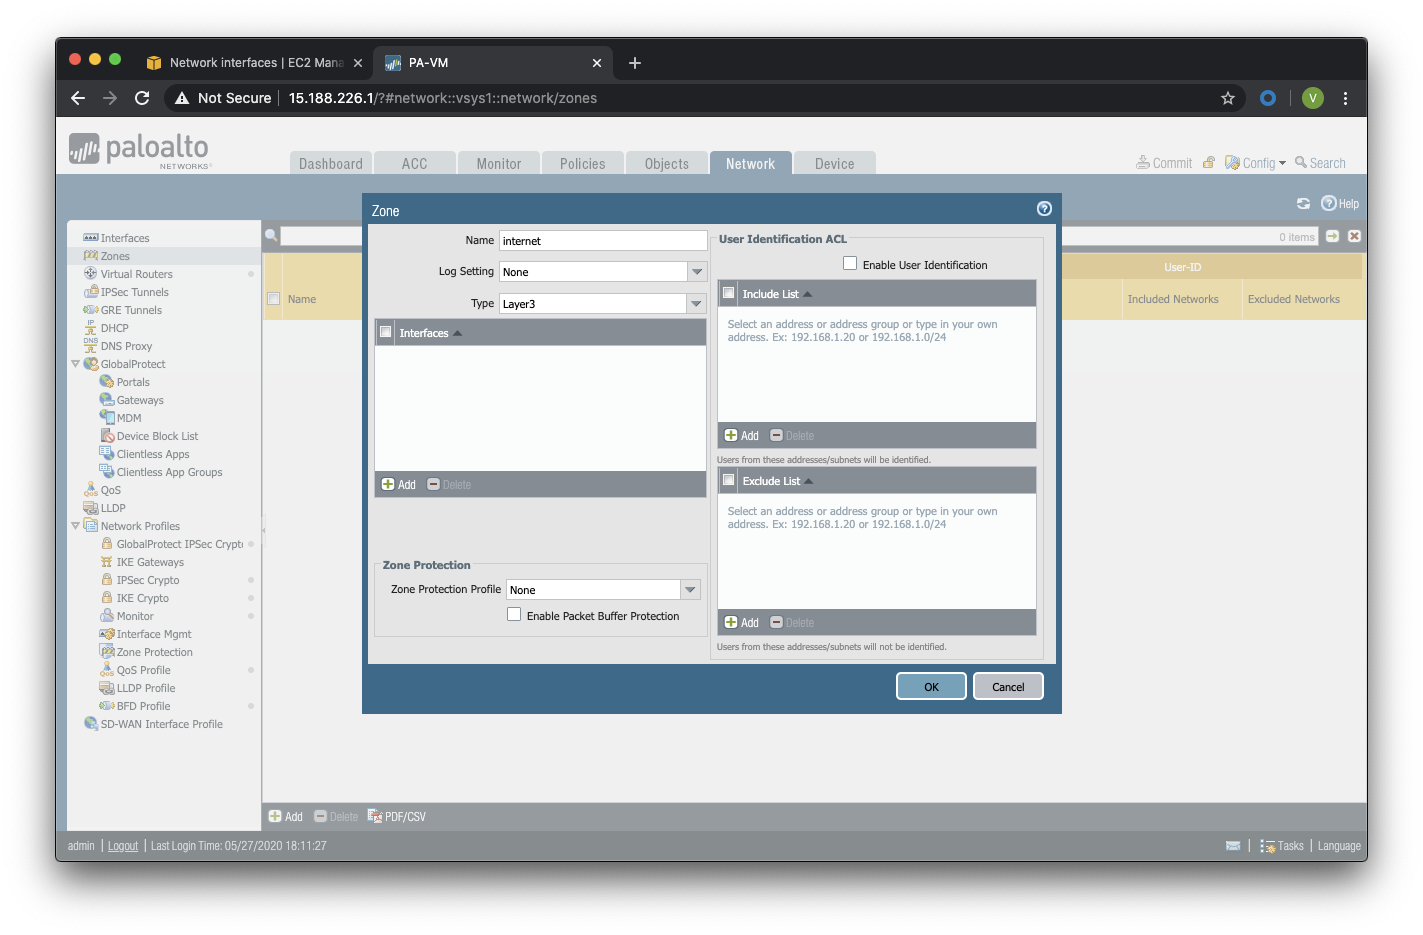 Network interfaces | EC2 Mana
PA-VM
Not Secure | 15.188.226.1/?#network::vsys1::network/zones
V
paloalto
NETWORKS®
Dashboard ACC Monitor Policies Objects Network Device
Commit Config Search
Help
Zone
Interfaces
Zones
Virtual Routers
IPSec Tunnels
GRE Tunnels
IP DHCP
DNS DNS Proxy
GlobalProtect
Portals
Gateways
MDM
Device Block List
Clientless Apps
Clientless App Groups
QoS QoS
LLDP
Network Profiles
GlobalProtect IPSec Crypt
IKE Gateways
IPSec Crypto
IKE Crypto
Monitor
Interface Mgmt
Zone Protection
QoS QoS Profile
LLDP Profile
BFD Profile
SD-WAN Interface Profile
Name
0 items
User-ID
Included Networks Excluded Networks
Name internet
Log Setting None
Type Layer3
Interfaces
Add Delete
Zone Protection
Zone Protection Profile None
Enable Packet Buffer Protection
User Identification ACL
Enable User Identification
Include List
Select an address or address group or type in your own
address. Ex: 192.168.1.20 or 192.168.1.0/24
Add Delete
Users from these addresses/subnets will be identified.
Exclude List
Select an address or address group or type in your own
address. Ex: 192.168.1.20 or 192.168.1.0/24
Add Delete
Users from these addresses/subnets will not be identified.
OK Cancel
Add Delete PDF/CSV
admin | Logout | Last Login Time: 05/27/2020 18:11:27
Tasks | Language